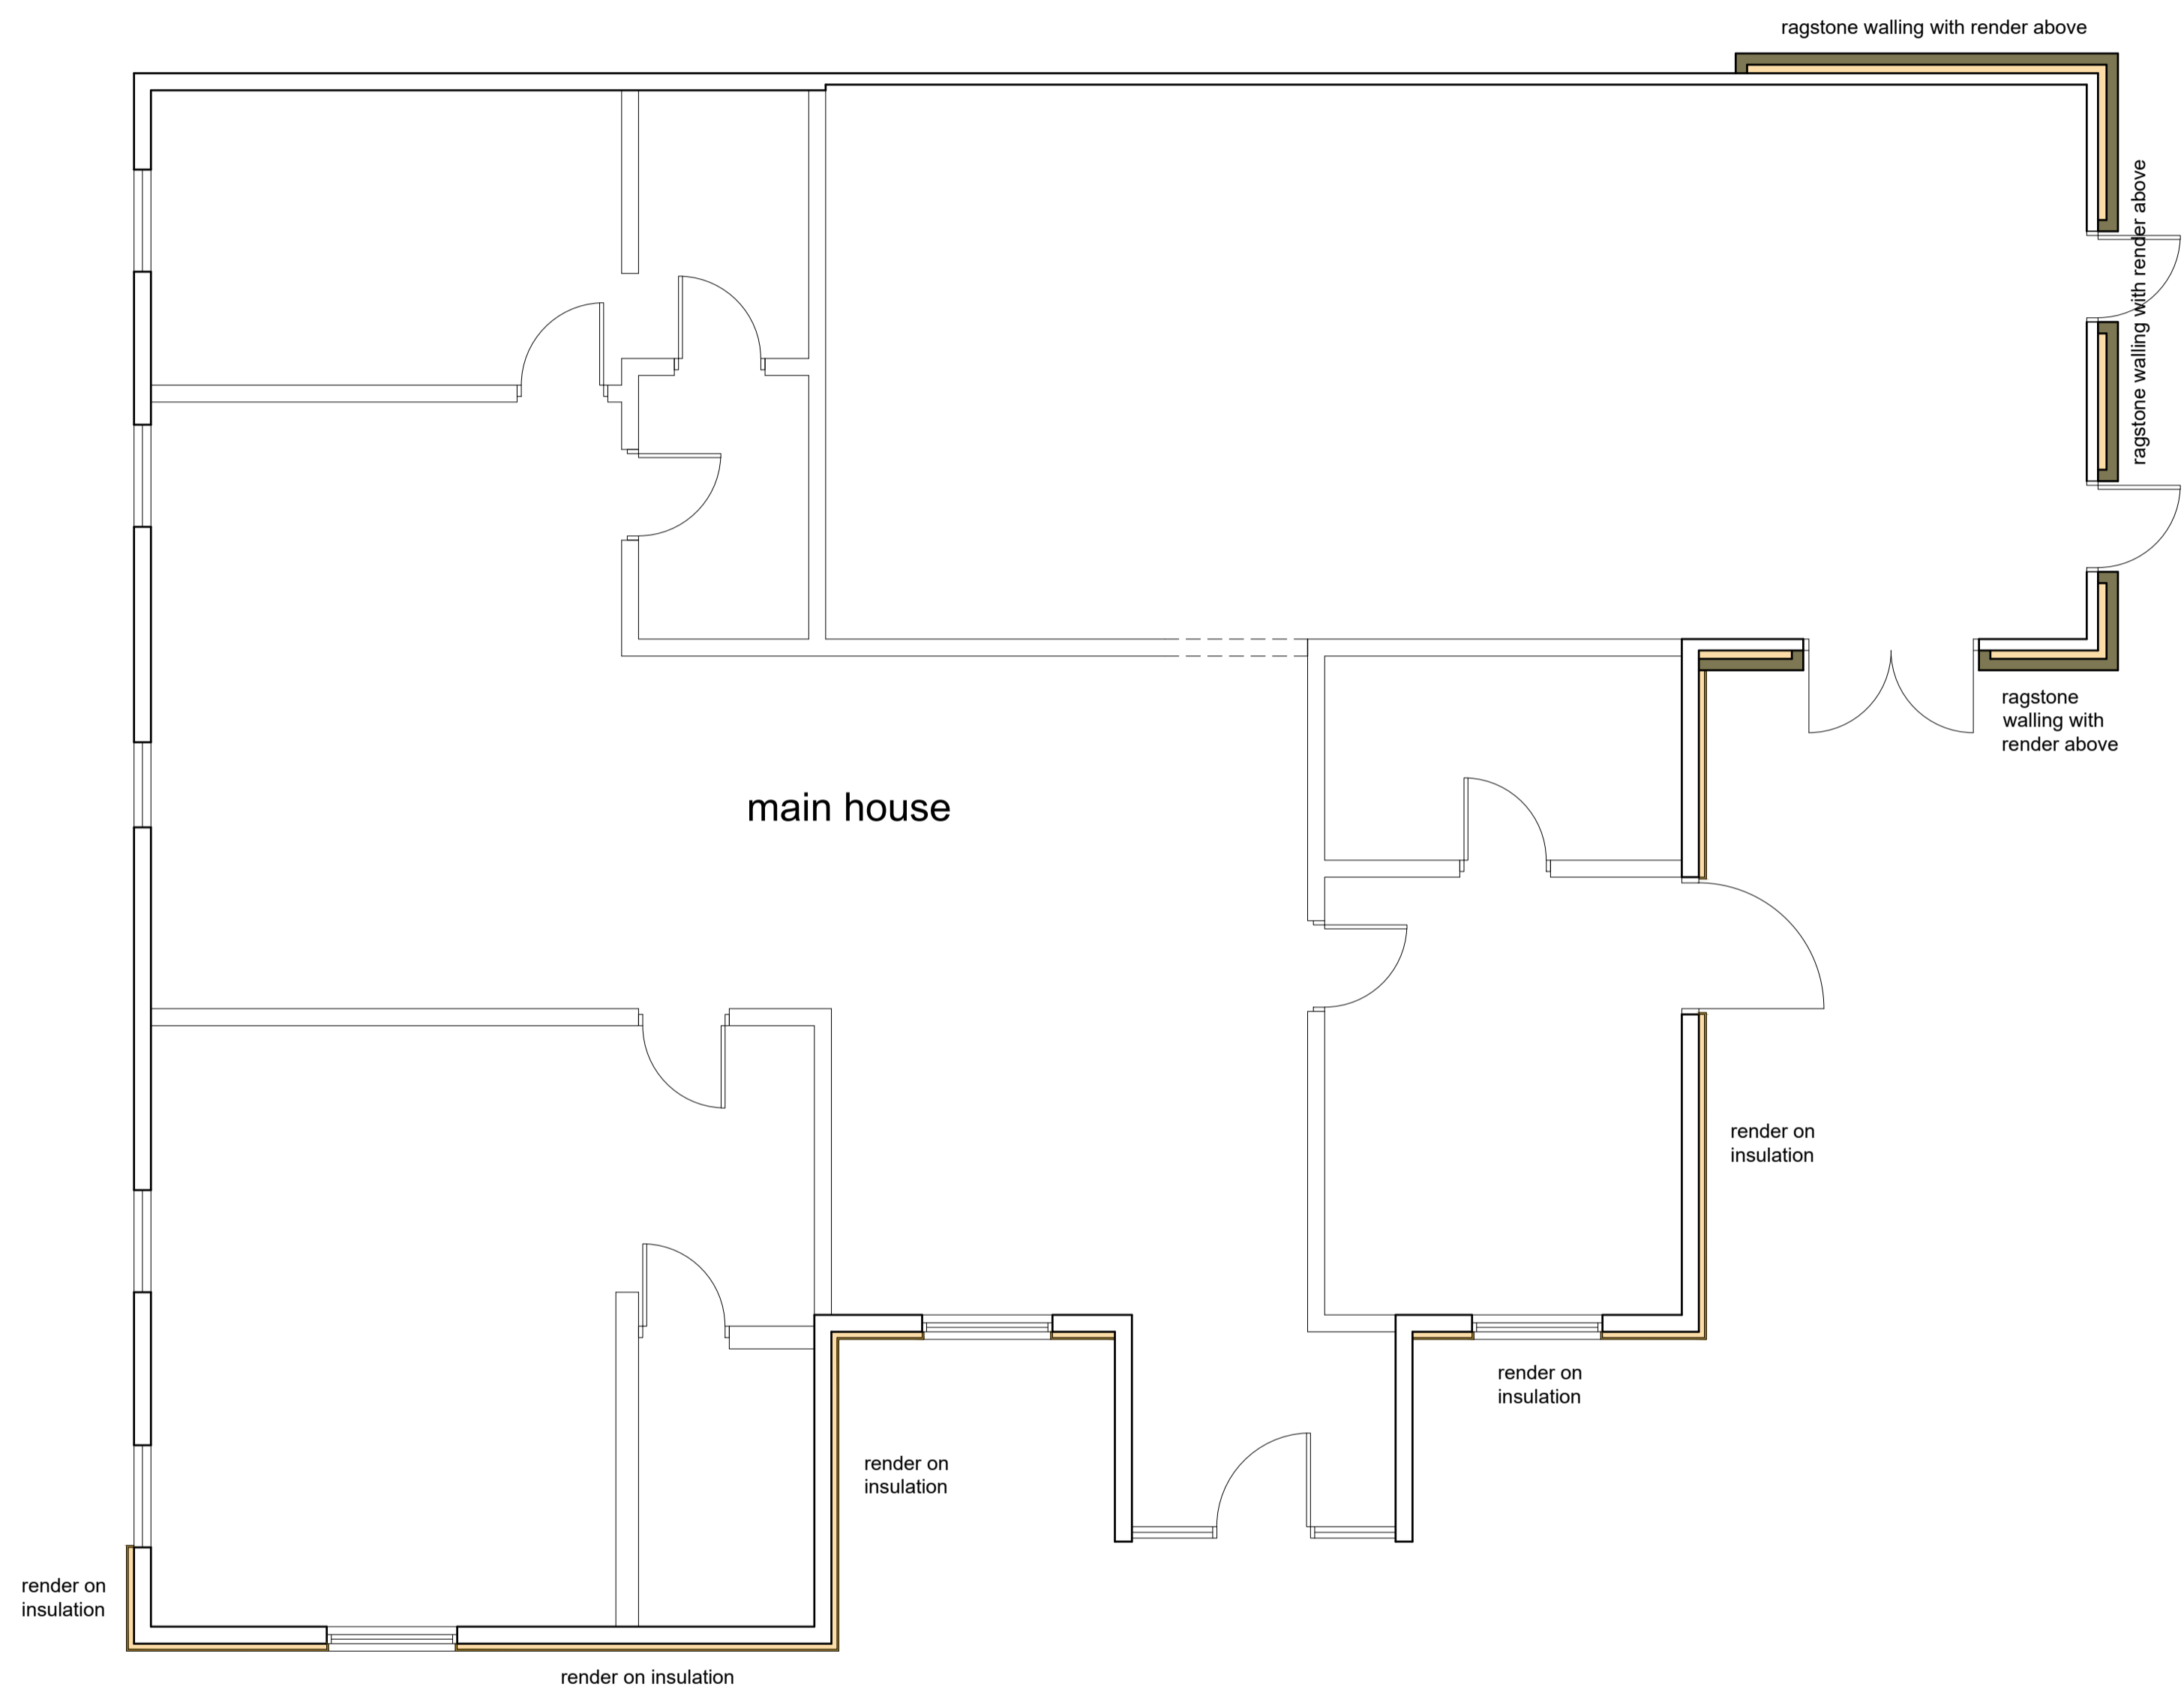 ragstone walling with render above
ragstone walling with render above
ragstone
walling with
render above
main house
render on
insulation
render on
insulation
render on
insulation
render on
insulation
render on insulation